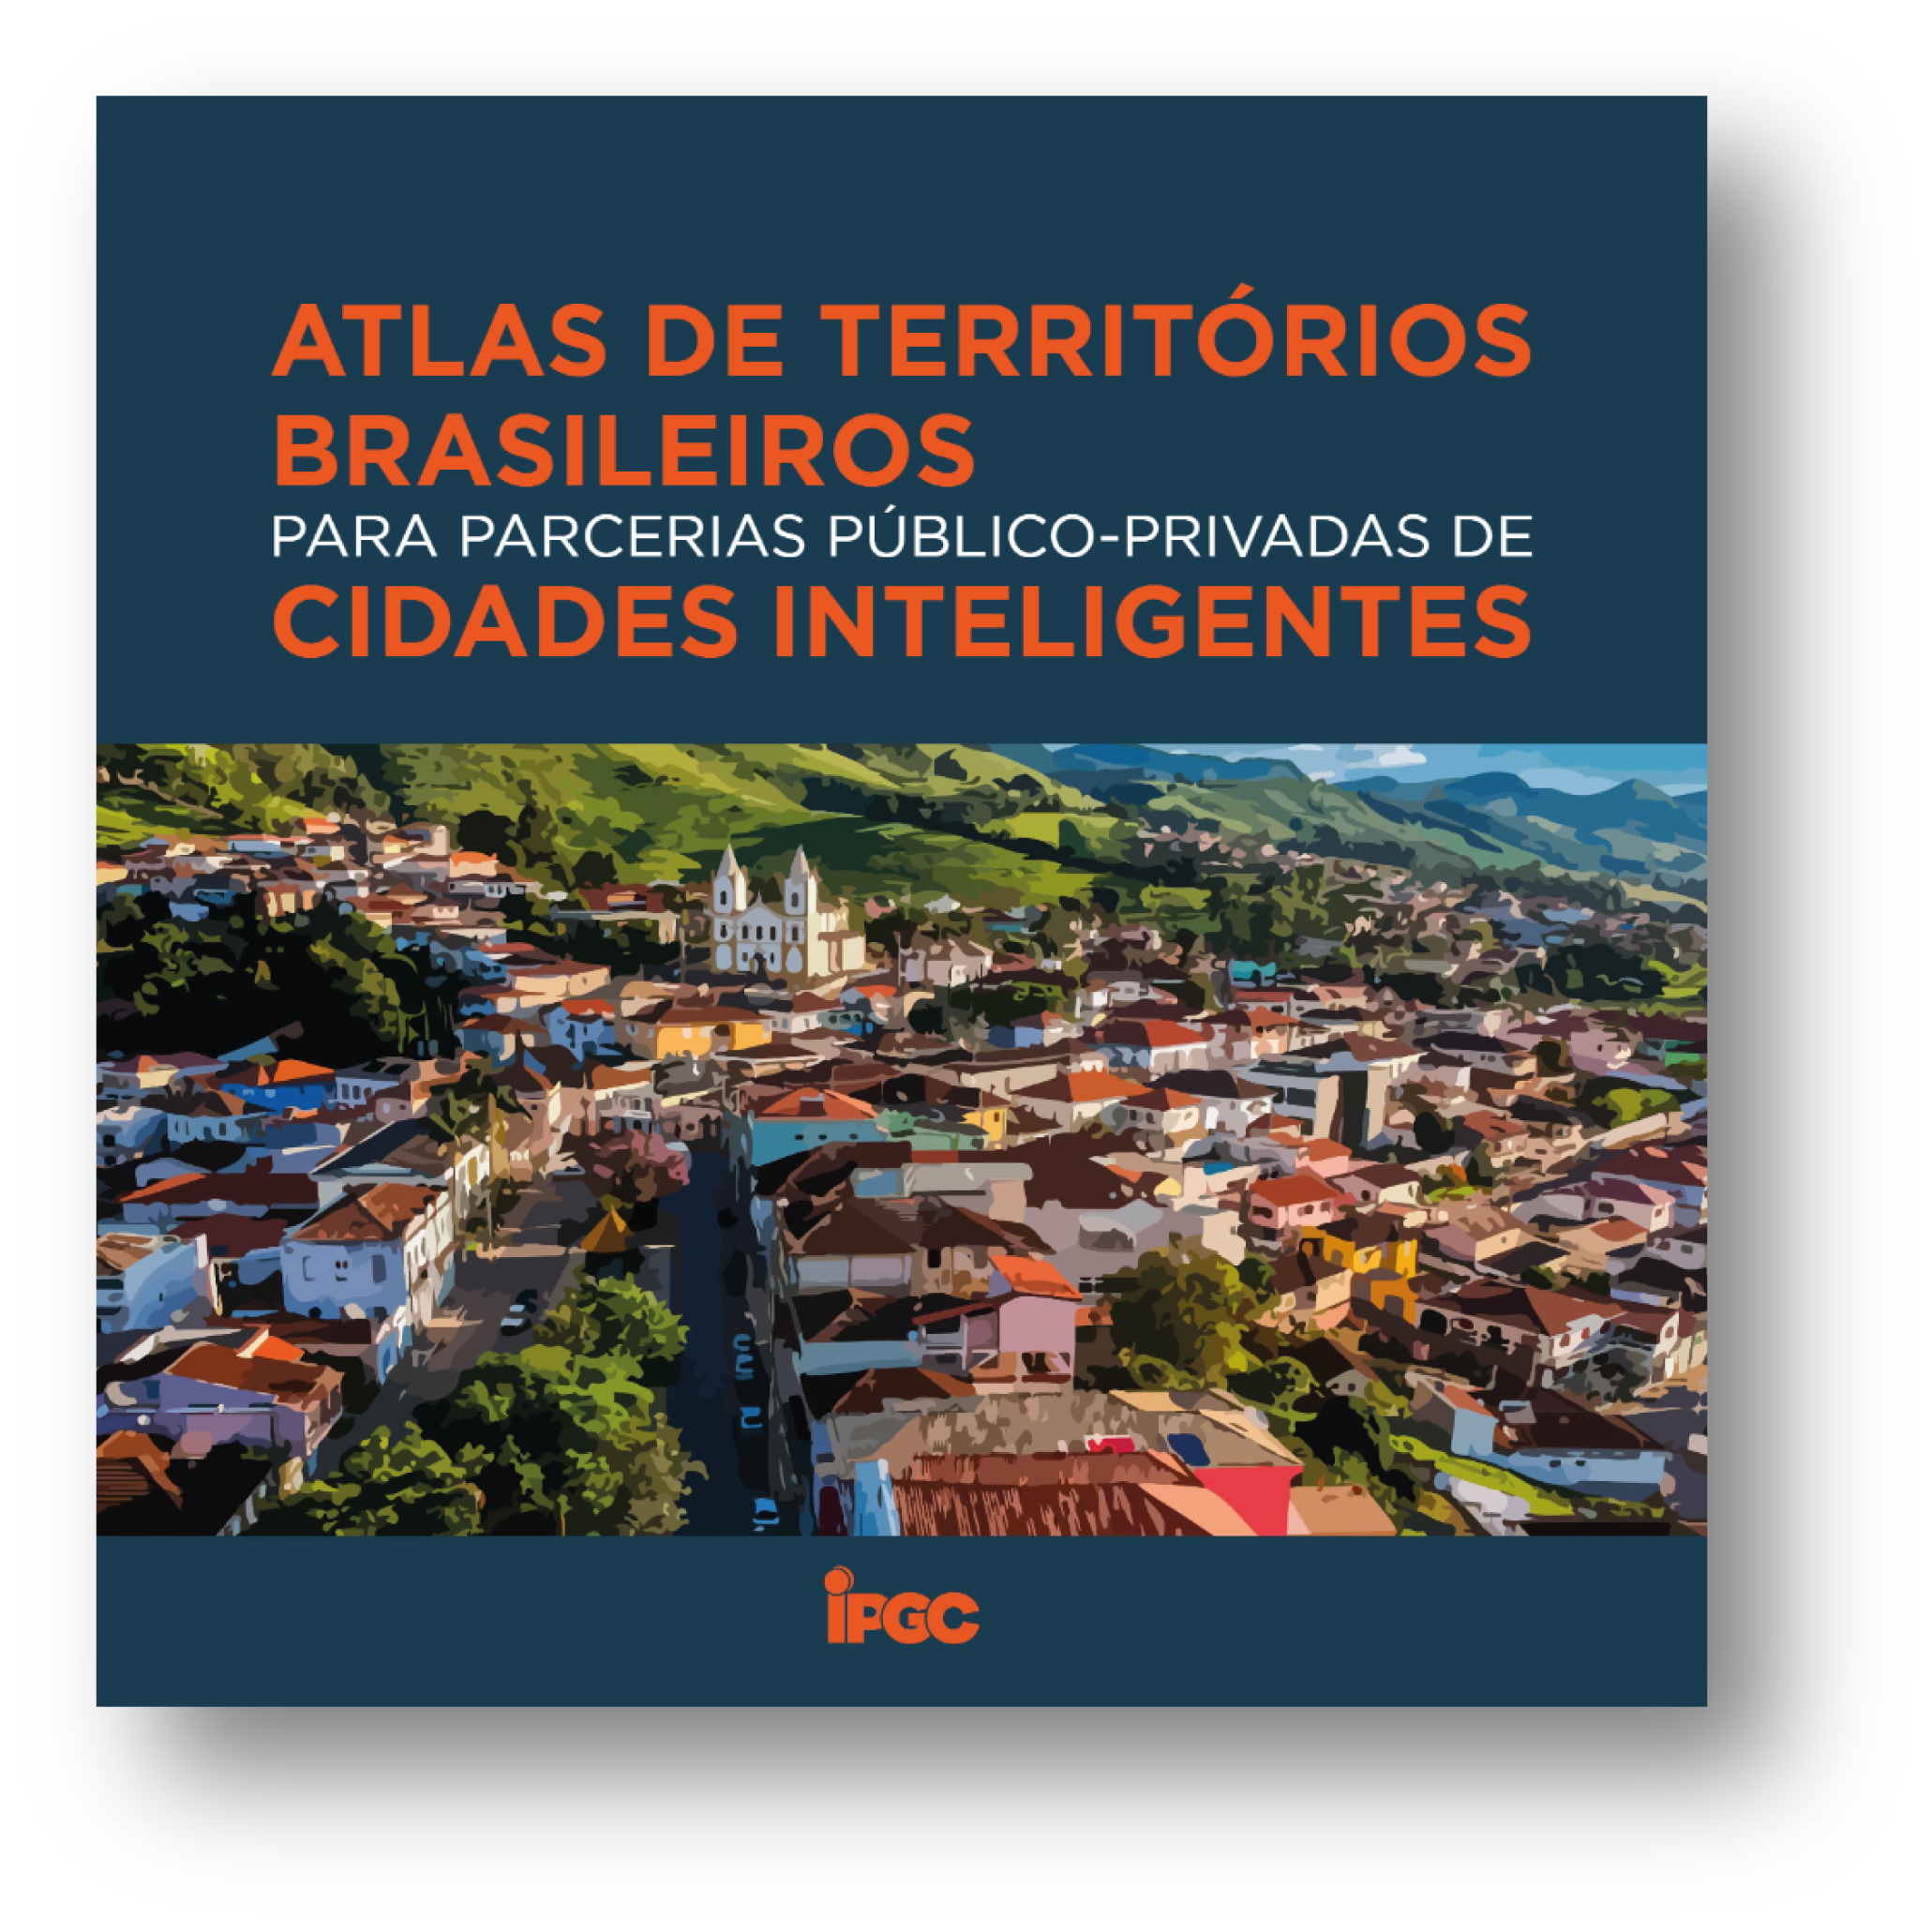 ATLAS DE TERRITÓRIOS
BRASILEIROS
PARA PARCERIAS PÚBLICO-PRIVADAS DE
CIDADES INTELIGENTES
iPGC